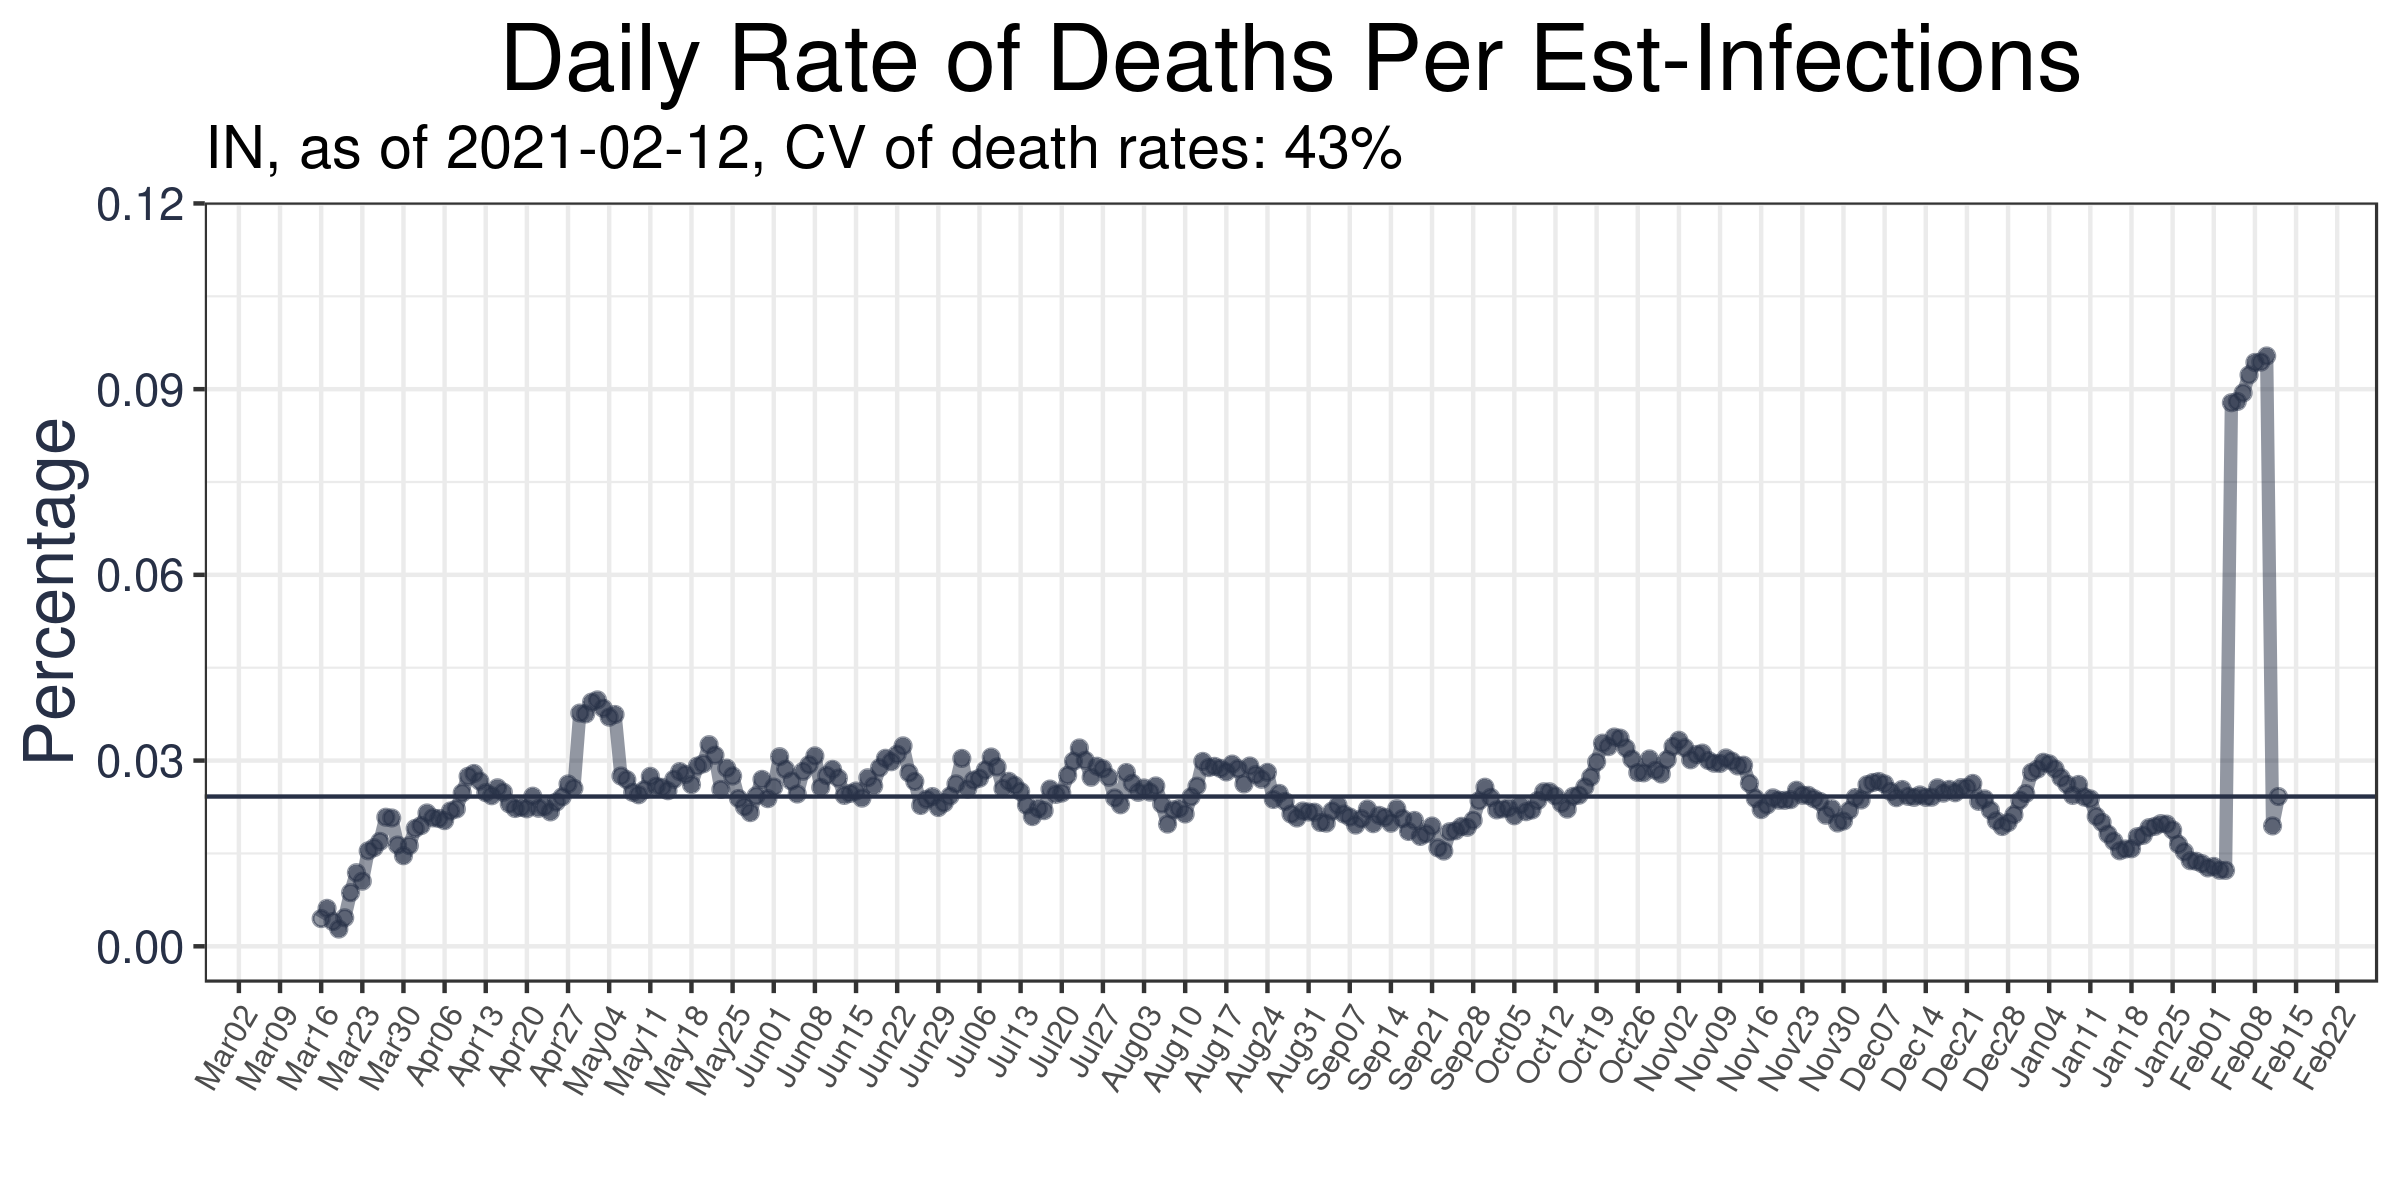 Daily Rate of Deaths Per Est-Infections
IN, as of 2021-02-12, CV of death rates: 43%
Percentage
0.12
0.09
0.06
0.03
0.00
Mar02
Mar09
Mar16
Mar23
Mar30
Apr06
Apr13
Apr20
Apr27
May04
May11
May18
May25
Jun01
Jun08
Jun15
Jun22
Jun29
Jul06
Jul13
Jul20
Jul27
Aug03
Aug10
Aug17
Aug24
Aug31
Sep07
Sep14
Sep21
Sep28
Oct05
Oct12
Oct19
Oct26
Nov02
Nov09
Nov16
Nov23
Nov30
Dec07
Dec14
Dec21
Dec28
Jan04
Jan11
Jan18
Jan25
Feb01
Feb08
Feb15
Feb22